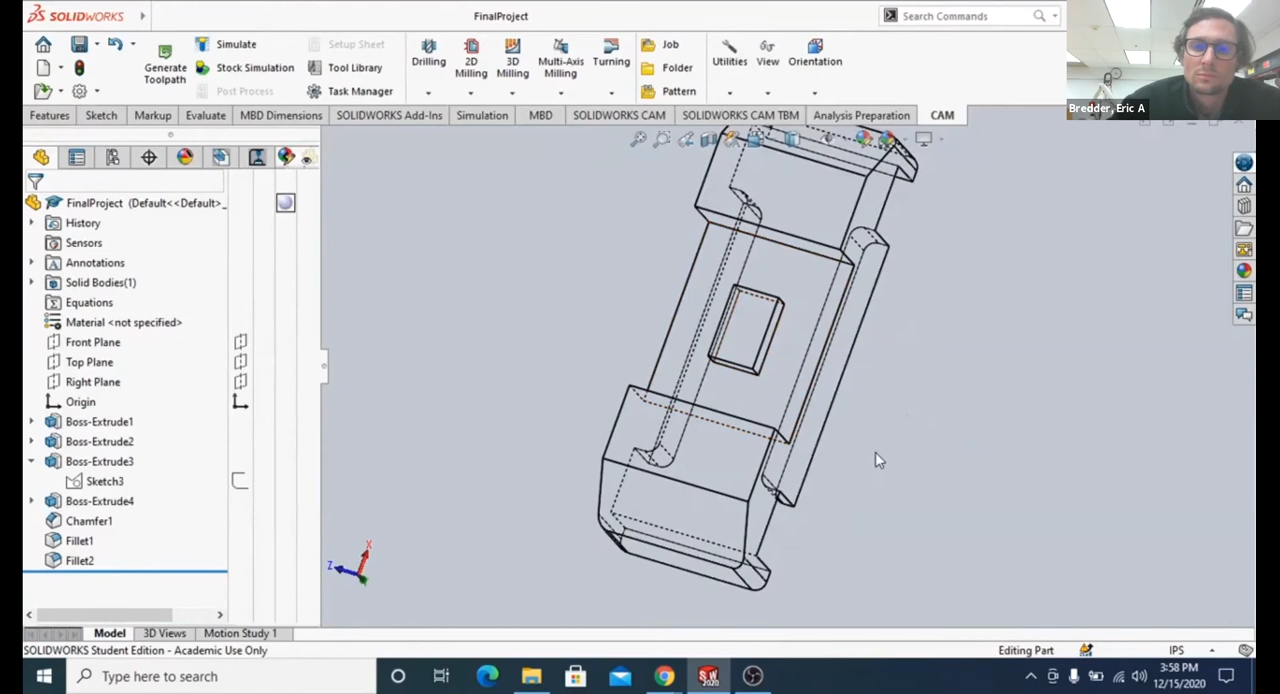 SOLIDWORKS
FinalProject
Search Commands
Bredder, Eric A
Generate
Toolpath
Simulate
Stock Simulation
Post Process
Setup Sheet
Tool Library
Task Manager
Drilling
2D
Milling
3D
Milling
Multi-Axis
Milling
Turning
Job
Folder
Pattern
Utilities
View
Orientation
Features
Sketch
Markup
Evaluate
MBD Dimensions
SOLIDWORKS Add-Ins
Simulation
MBD
SOLIDWORKS CAM
SOLIDWORKS CAM TBM
Analysis Preparation
CAM
FinalProject (Default<<Default>_
History
Sensors
Annotations
Solid Bodies(1)
Equations
Material <not specified>
Front Plane
Top Plane
Right Plane
Origin
Boss-Extrude1
Boss-Extrude2
Boss-Extrude3
Sketch3
Boss-Extrude4
Chamfer1
Fillet1
Fillet2
X
Z
Model
3D Views
Motion Study 1
SOLIDWORKS Student Edition - Academic Use Only
Editing Part
IPS
Type here to search
SW
2020
3:58 PM
12/15/2020